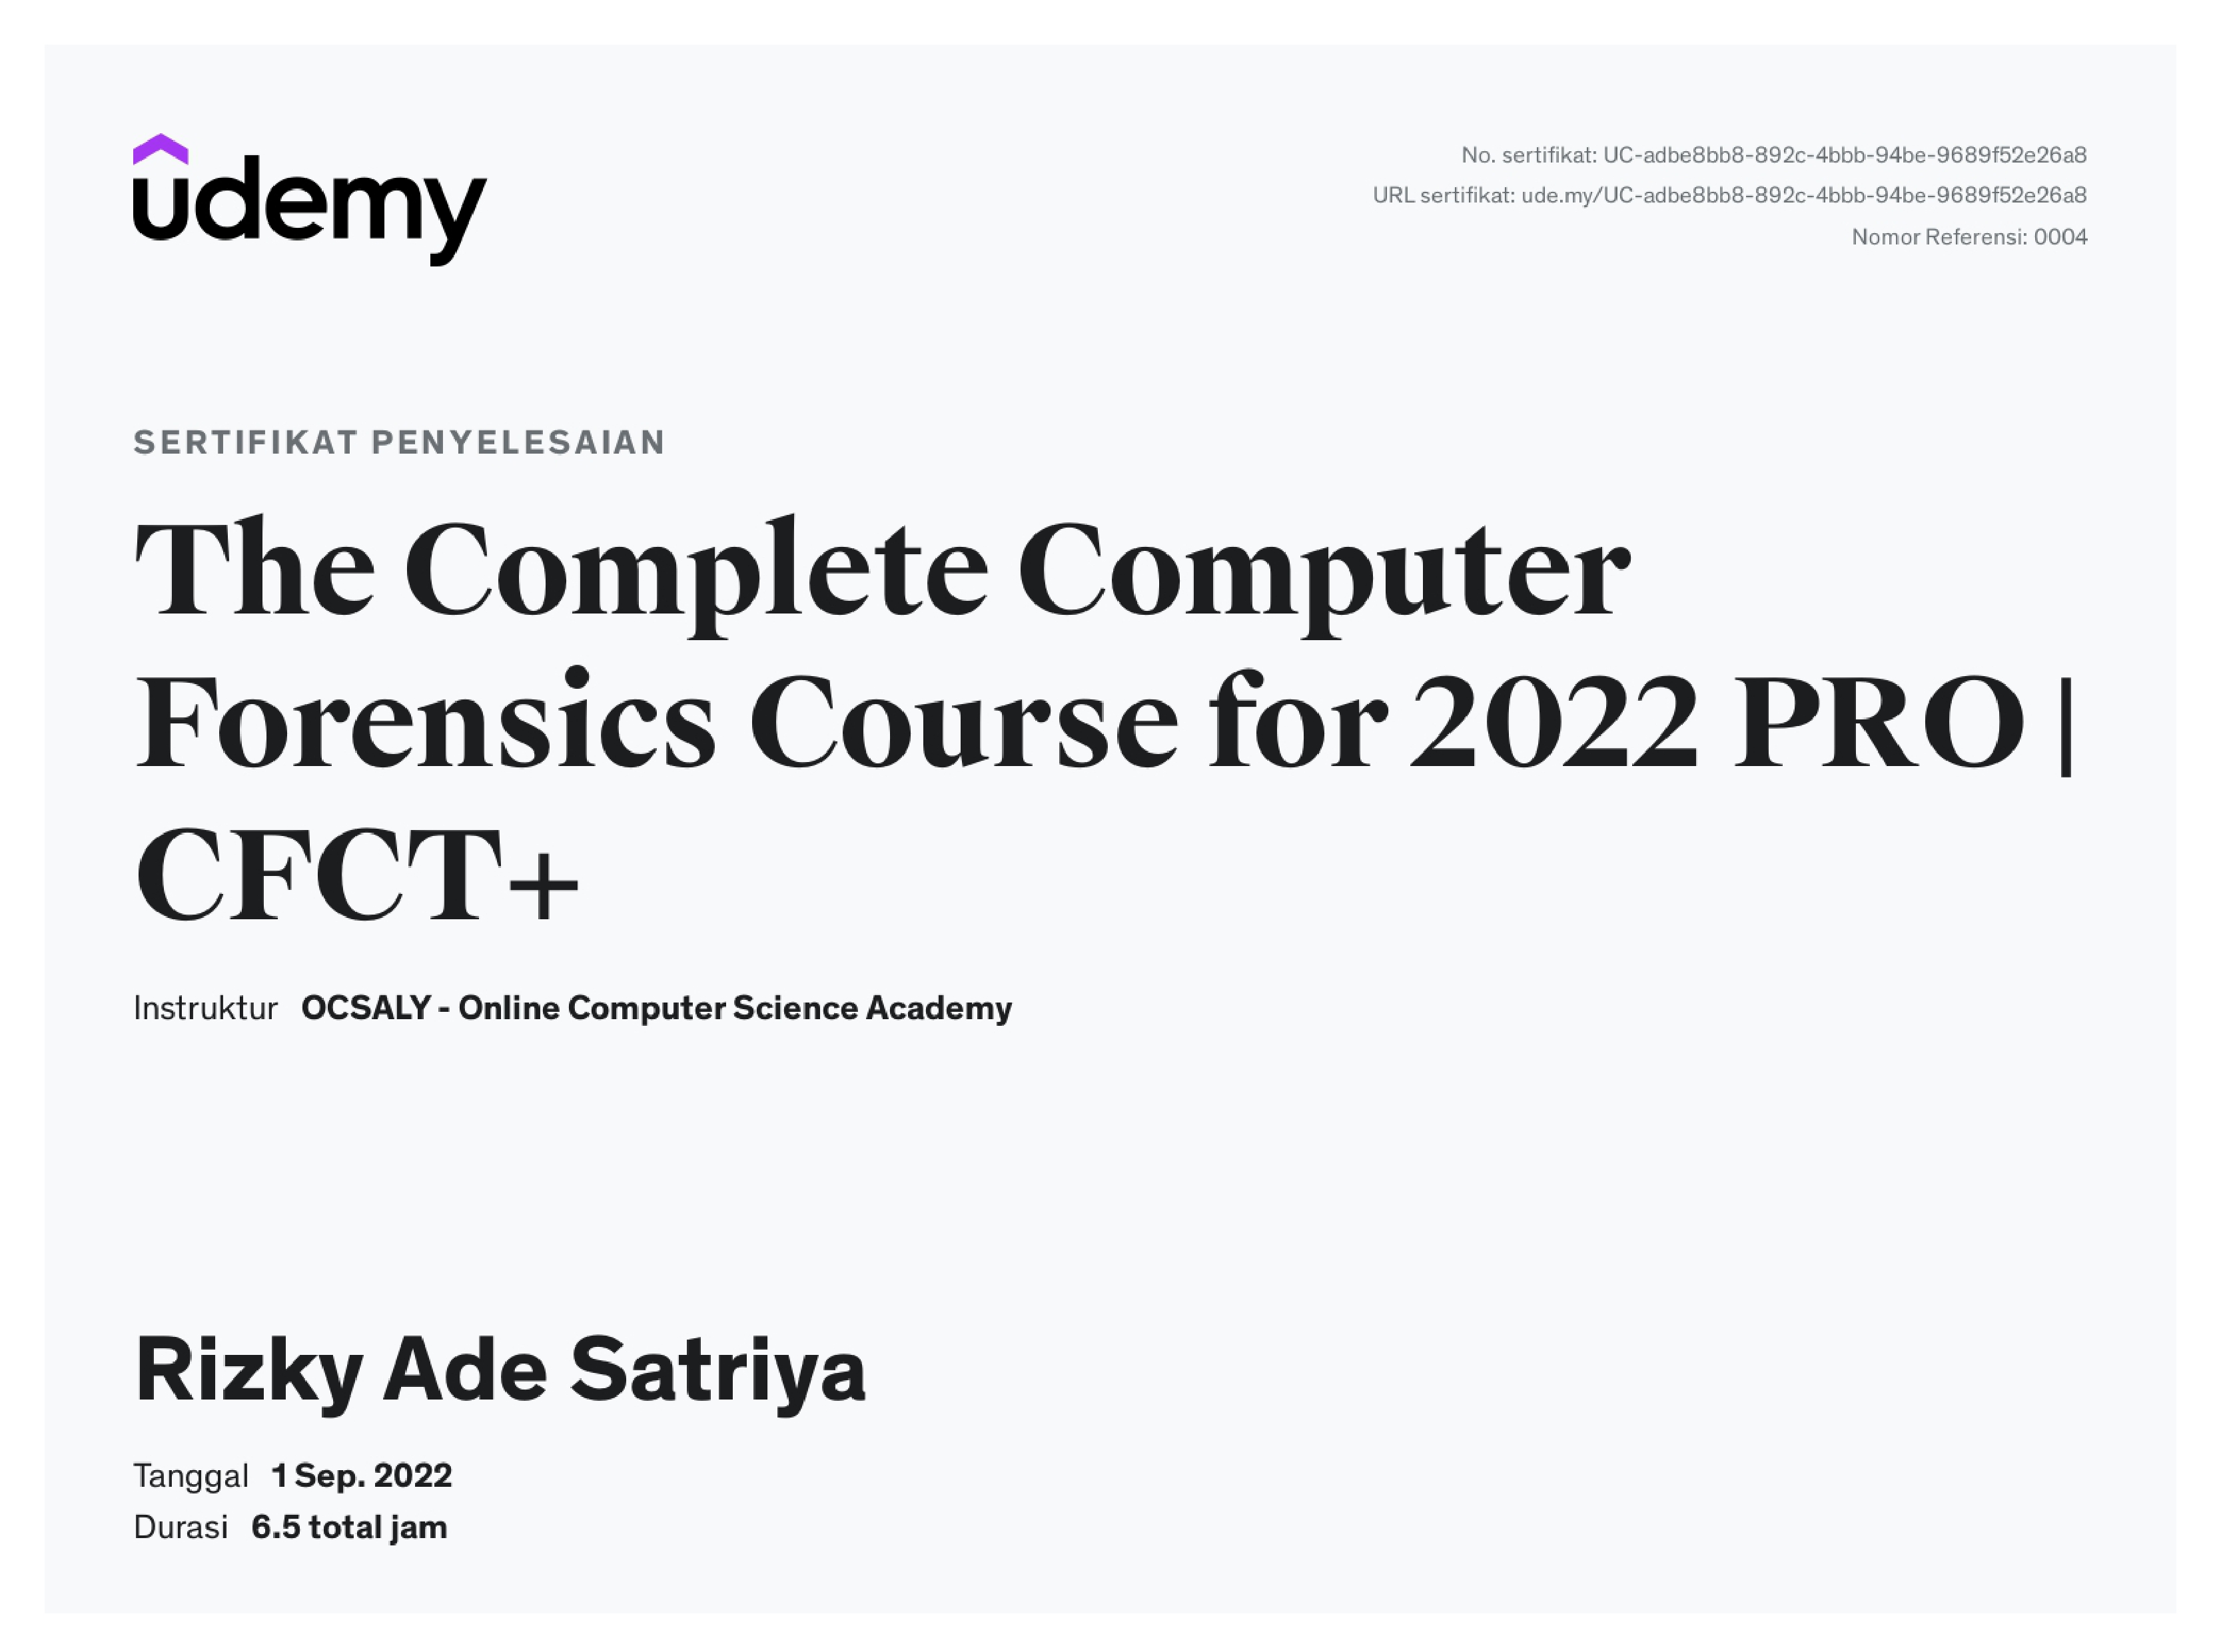 udemy
No. sertifikat: UC-adbe8bb8-892c-4bbb-94be-9689f52e26a8
URL sertifikat: ude.my/UC-adbe8bb8-892c-4bbb-94be-9689f52e26a8
Nomor Referensi: 0004
SERTIFIKAT PENYELESAIAN
The Complete Computer
Forensics Course for 2022 PRO |
CFCT+
Instruktur OCSALY - Online Computer Science Academy
Rizky Ade Satriya
Tanggal 1 Sep. 2022
Durasi 6.5 total jam